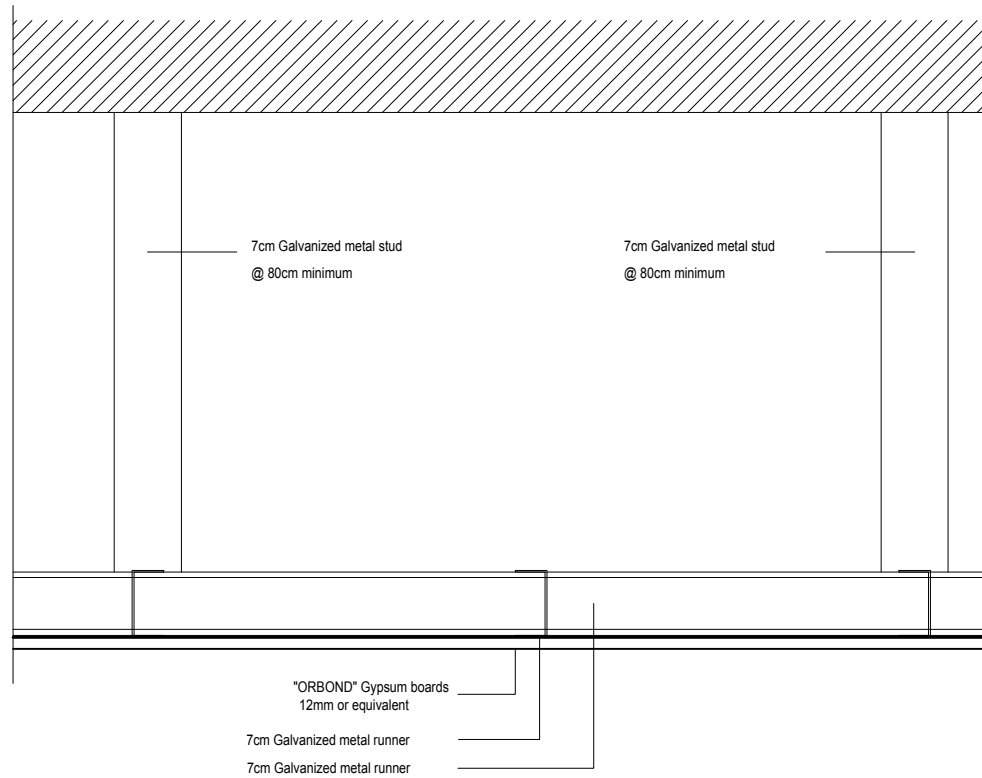 7cm Galvanized metal stud
@ 80cm minimum
7cm Galvanized metal stud
@ 80cm minimum
"ORBOND" Gypsum boards
12mm or equivalent
7cm Galvanized metal runner
7cm Galvanized metal runner